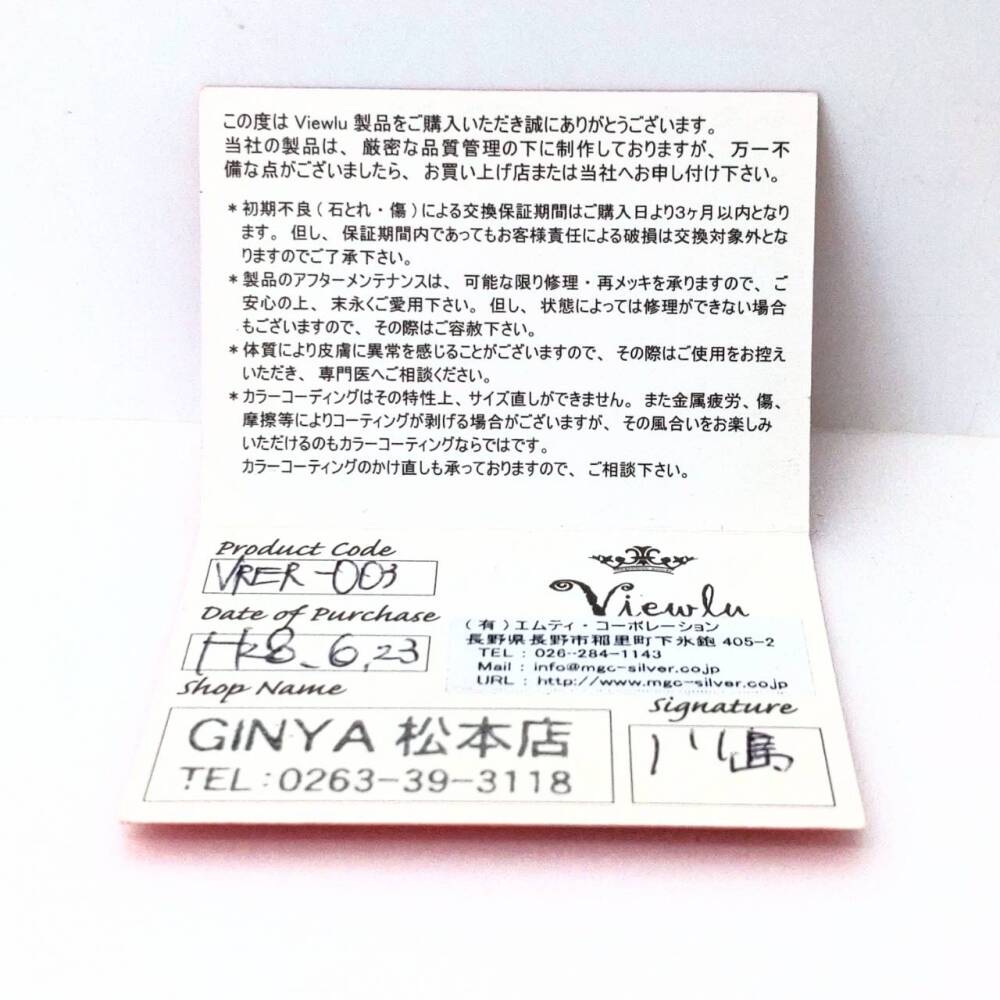 この度は Viewlu 製品をご購入いただき誠にありがとうございます。
当社の製品は、厳密な品質管理の下に制作しておりますが、万一不
備な点がございましたら、お買い上げ店または当社へお申し付け下さい。
＊初期不良(石とれ・傷)による交換保証期間はご購入日より3ヶ月以内となり
ます。但し、保証期間内であってもお客様責任による破損は交換対象外とな
りますのでご了承下さい。
＊製品のアフターメンテナンスは、可能な限り修理・再メッキを承りますので、ご
安心の上、末永くご愛用下さい。但し、状態によっては修理ができない場合
もございますので、その際はご容赦下さい。
＊体質により皮膚に異常を感じることがございますので、その際はご使用をお控え
いただき、専門医へご相談ください。
＊カラーコーディングはその特性上、サイズ直しができません。また金属疲労、傷、
摩擦等によりコーティングが剥げる場合がございますが、その風合いをお楽しみ
いただけるのもカラーコーティングならではです。
カラーコーティングのかけ直しも承っておりますので、ご相談下さい。
Product Code
VRER-003
Date of Purchase
H28.6.23
Viewlu
(有)エムティ・コーポレーション
長野県長野市稲里町下氷鉋 405-2
TEL : 026-284-1143
Mail : info@mgc-silver.co.jp
URL : http://www.mgc-silver.co.jp
Shop Name
GINYA 松本店
TEL:0263-39-3118
Signature
川島